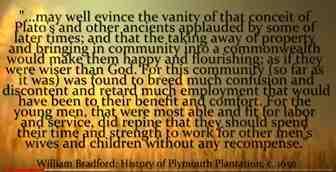 "...may well evince the vanity of that conceit of
Plato's and other ancients applauded by some of
later times; and that the taking away of property
and bringing in community into a commonwealth
would make them happy and flourishing; as if they
were wiser than God. For this community (so far as
it was) was found to breed much confusion and
discontent and retard much employment that would
have been to their benefit and comfort. For the
young men, that were most able and fit for labor
and service, did repine that they should spend
their time and strength to work for other men's
wives and children without any recompense.
William Bradford: History of Plymouth Plantation, c. 1650